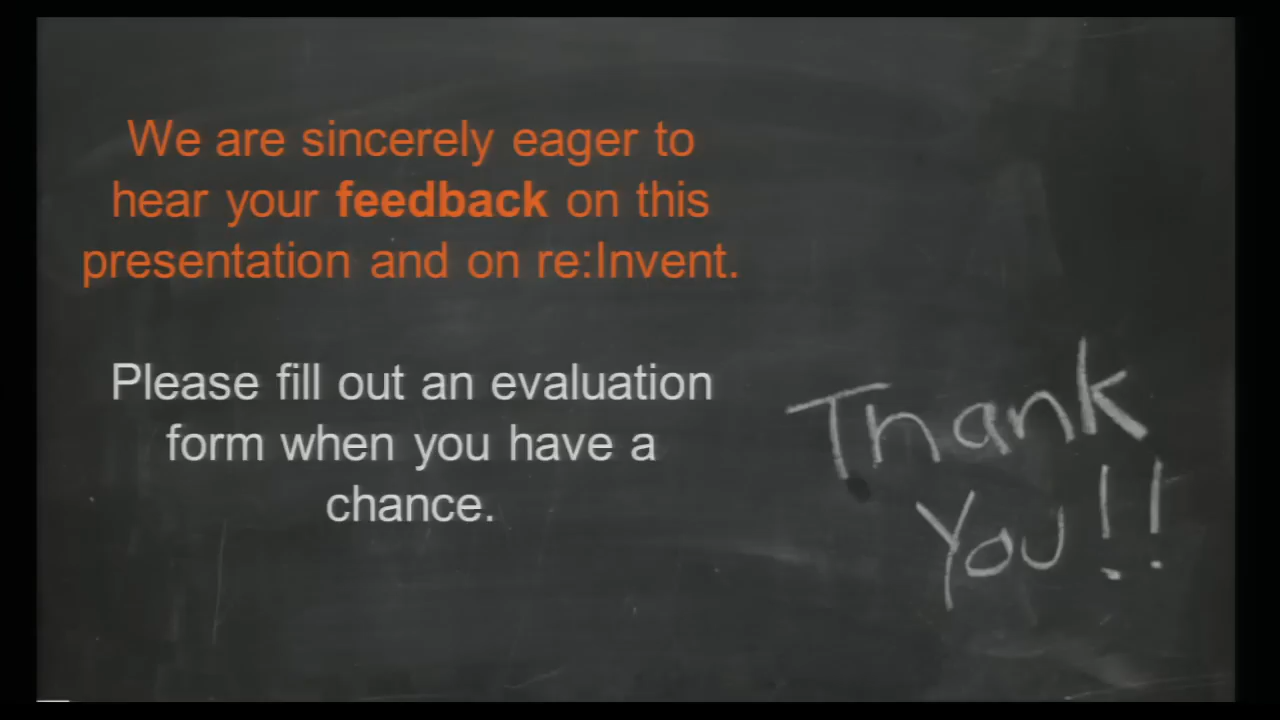 We are sincerely eager to
hear your feedback on this
presentation and on re:Invent.
Please fill out an evaluation
form when you have a
chance.
Thank
You!!